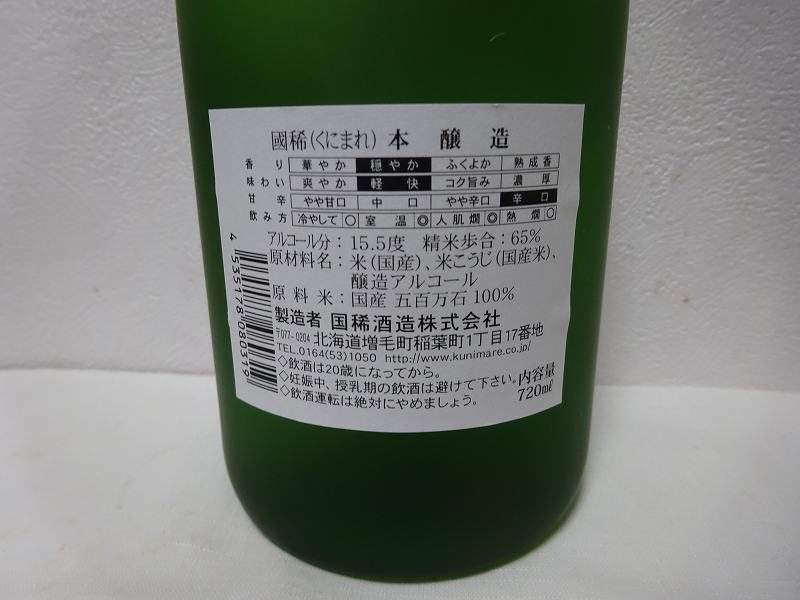 國稀(くにまれ) 本 醸 造
香り 華やか 穏やか ふくよか 熟成香
味わい 爽やか 軽快 コク旨み 濃厚
甘辛 やや甘口 中口 やや辛口 辛口
飲み方 冷やして○ 室温◎ 人肌燗◎ 熱燗○
アルコール分：15.5度 精米歩合：65%
原材料名：米(国産)、米こうじ(国産米)、
醸造アルコール
原料米：国産 五百万石 100%
製造者 国稀酒造株式会社
〒077-0204 北海道増毛町稲葉町1丁目17番地
TEL.0164(53)1050 http://www.kunimare.co.jp/
◇飲酒は20歳になってから。
◇妊娠中、授乳期の飲酒は避けて下さい。
◇飲酒運転は絶対にやめましょう。
内容量
720ml
4 535178 080319